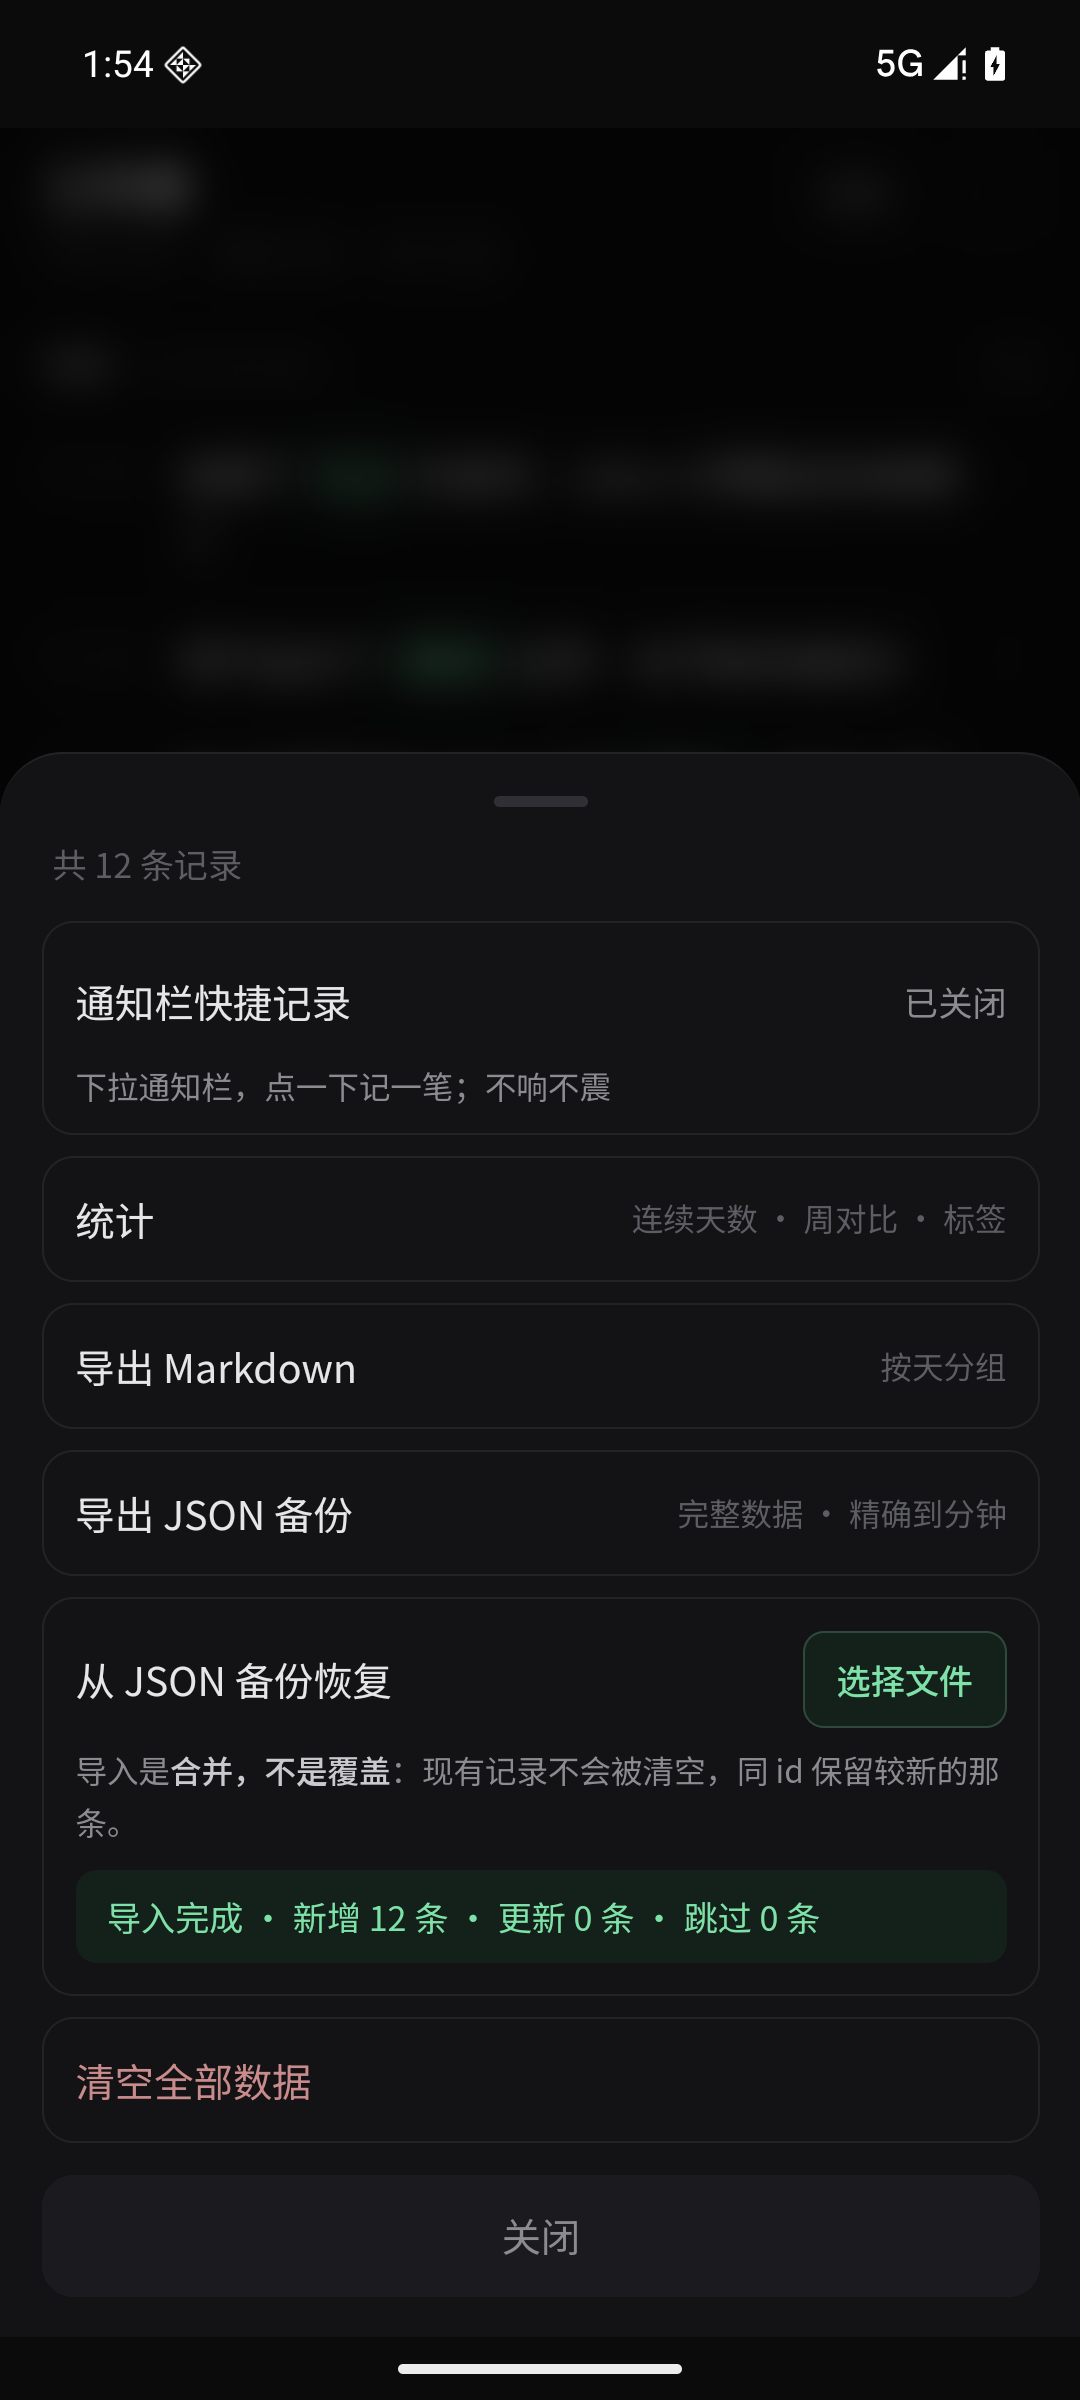 1:54
5G
共 12 条记录
通知栏快捷记录
已关闭
下拉通知栏，点一下记一笔；不响不震
统计
连续天数 · 周对比 · 标签
导出 Markdown
按天分组
导出 JSON 备份
完整数据 · 精确到分钟
从 JSON 备份恢复
选择文件
导入是合并，不是覆盖：现有记录不会被清空，同 id 保留较新的那
条。
导入完成 · 新增 12 条 · 更新 0 条 · 跳过 0 条
清空全部数据
关闭